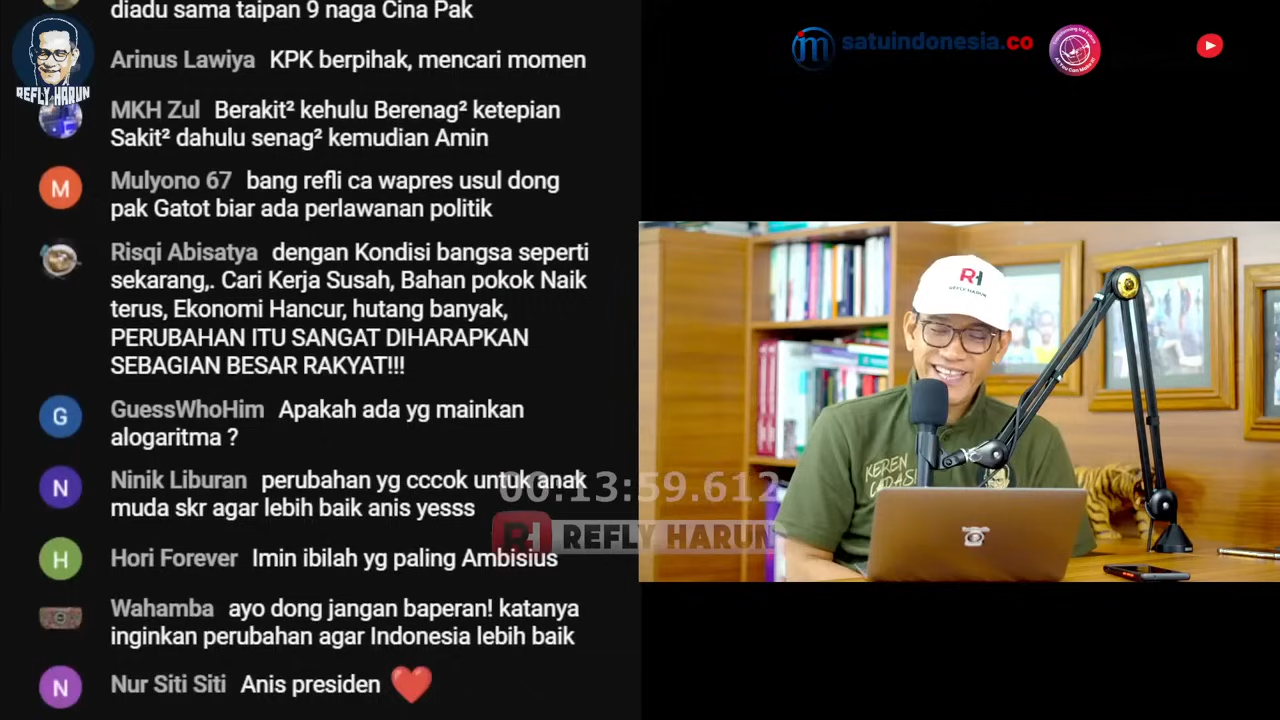 diadu sama taipan 9 naga Cina Pak
REFLY HARUN
Arinus Lawiya KPK berpihak, mencari momen
MKH Zul Berakit² kehulu Berenag² ketepian
Sakit² dahulu senag² kemudian Amin
M
Mulyono 67 bang refli ca wapres usul dong
pak Gatot biar ada perlawanan politik
Risqi Abisatya dengan Kondisi bangsa seperti
sekarang,. Cari Kerja Susah, Bahan pokok Naik
terus, Ekonomi Hancur, hutang banyak,
PERUBAHAN ITU SANGAT DIHARAPKAN
SEBAGIAN BESAR RAKYAT!!!
G
GuessWhoHim Apakah ada yg mainkan
alogaritma ?
N
Ninik Liburan perubahan yg cccok untuk anak
muda skr agar lebih baik anis yesss
H
Hori Forever Imin ibilah yg paling Ambisius
Wahamba ayo dong jangan baperan! katanya
inginkan perubahan agar Indonesia lebih baik
N
Nur Siti Siti Anis presiden ❤️
m satuindonesia.co
RH
REFLY HARUN
KEREN
00:13:59.612
RH REFLY HARUN